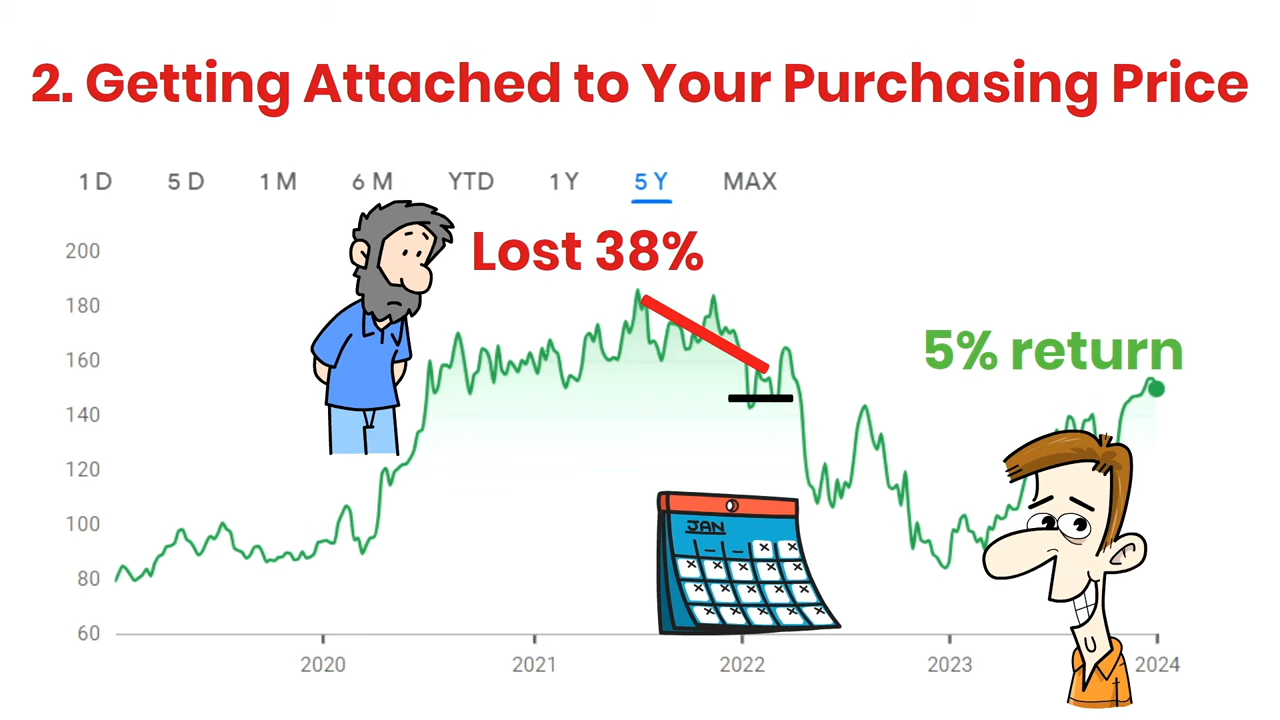 2. Getting Attached to Your Purchasing Price
1 D 5 D 1 M 6 M YTD 1 Y 5 Y MAX
Lost 38%
200
180
5% return
160
140
120
100
JAN
80
60
2020 2021 2022 2023 2024